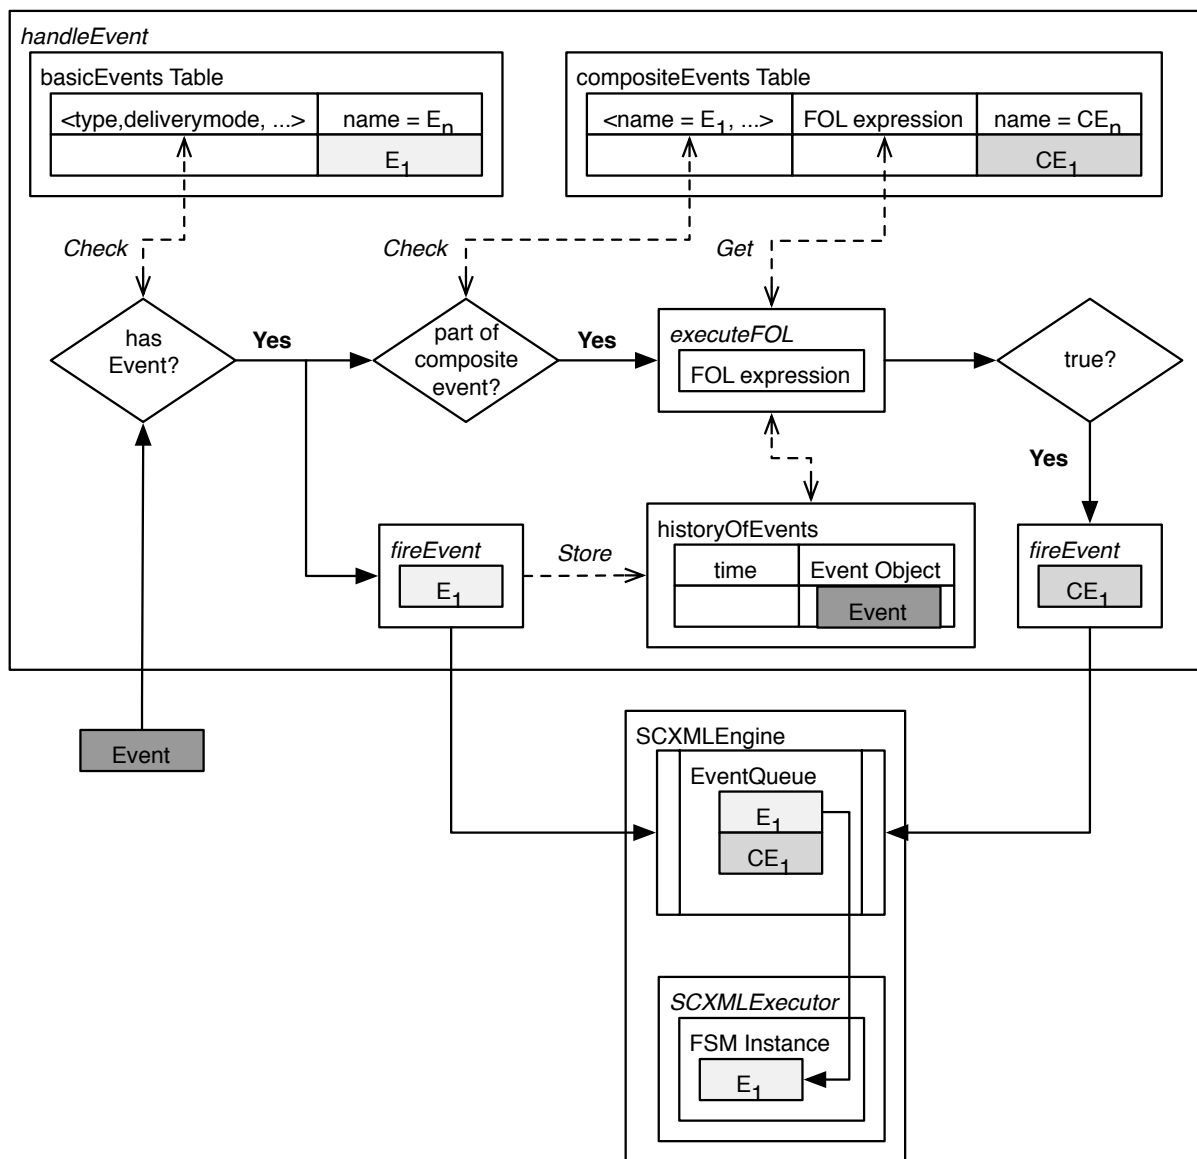 handleEvent
basicEvents Table
<type,deliverymode, ...> name = En
E1
compositeEvents Table
<name = E1, ...> FOL expression name = CEn
CE1
Check
Check
Get
has
Event?
Yes
part of
composite
event?
Yes
executeFOL
FOL expression
true?
Yes
fireEvent
E1
Store
historyOfEvents
time Event Object
Event
fireEvent
CE1
Event
SCXMLEngine
EventQueue
E1
CE1
SCXMLExecutor
FSM Instance
E1